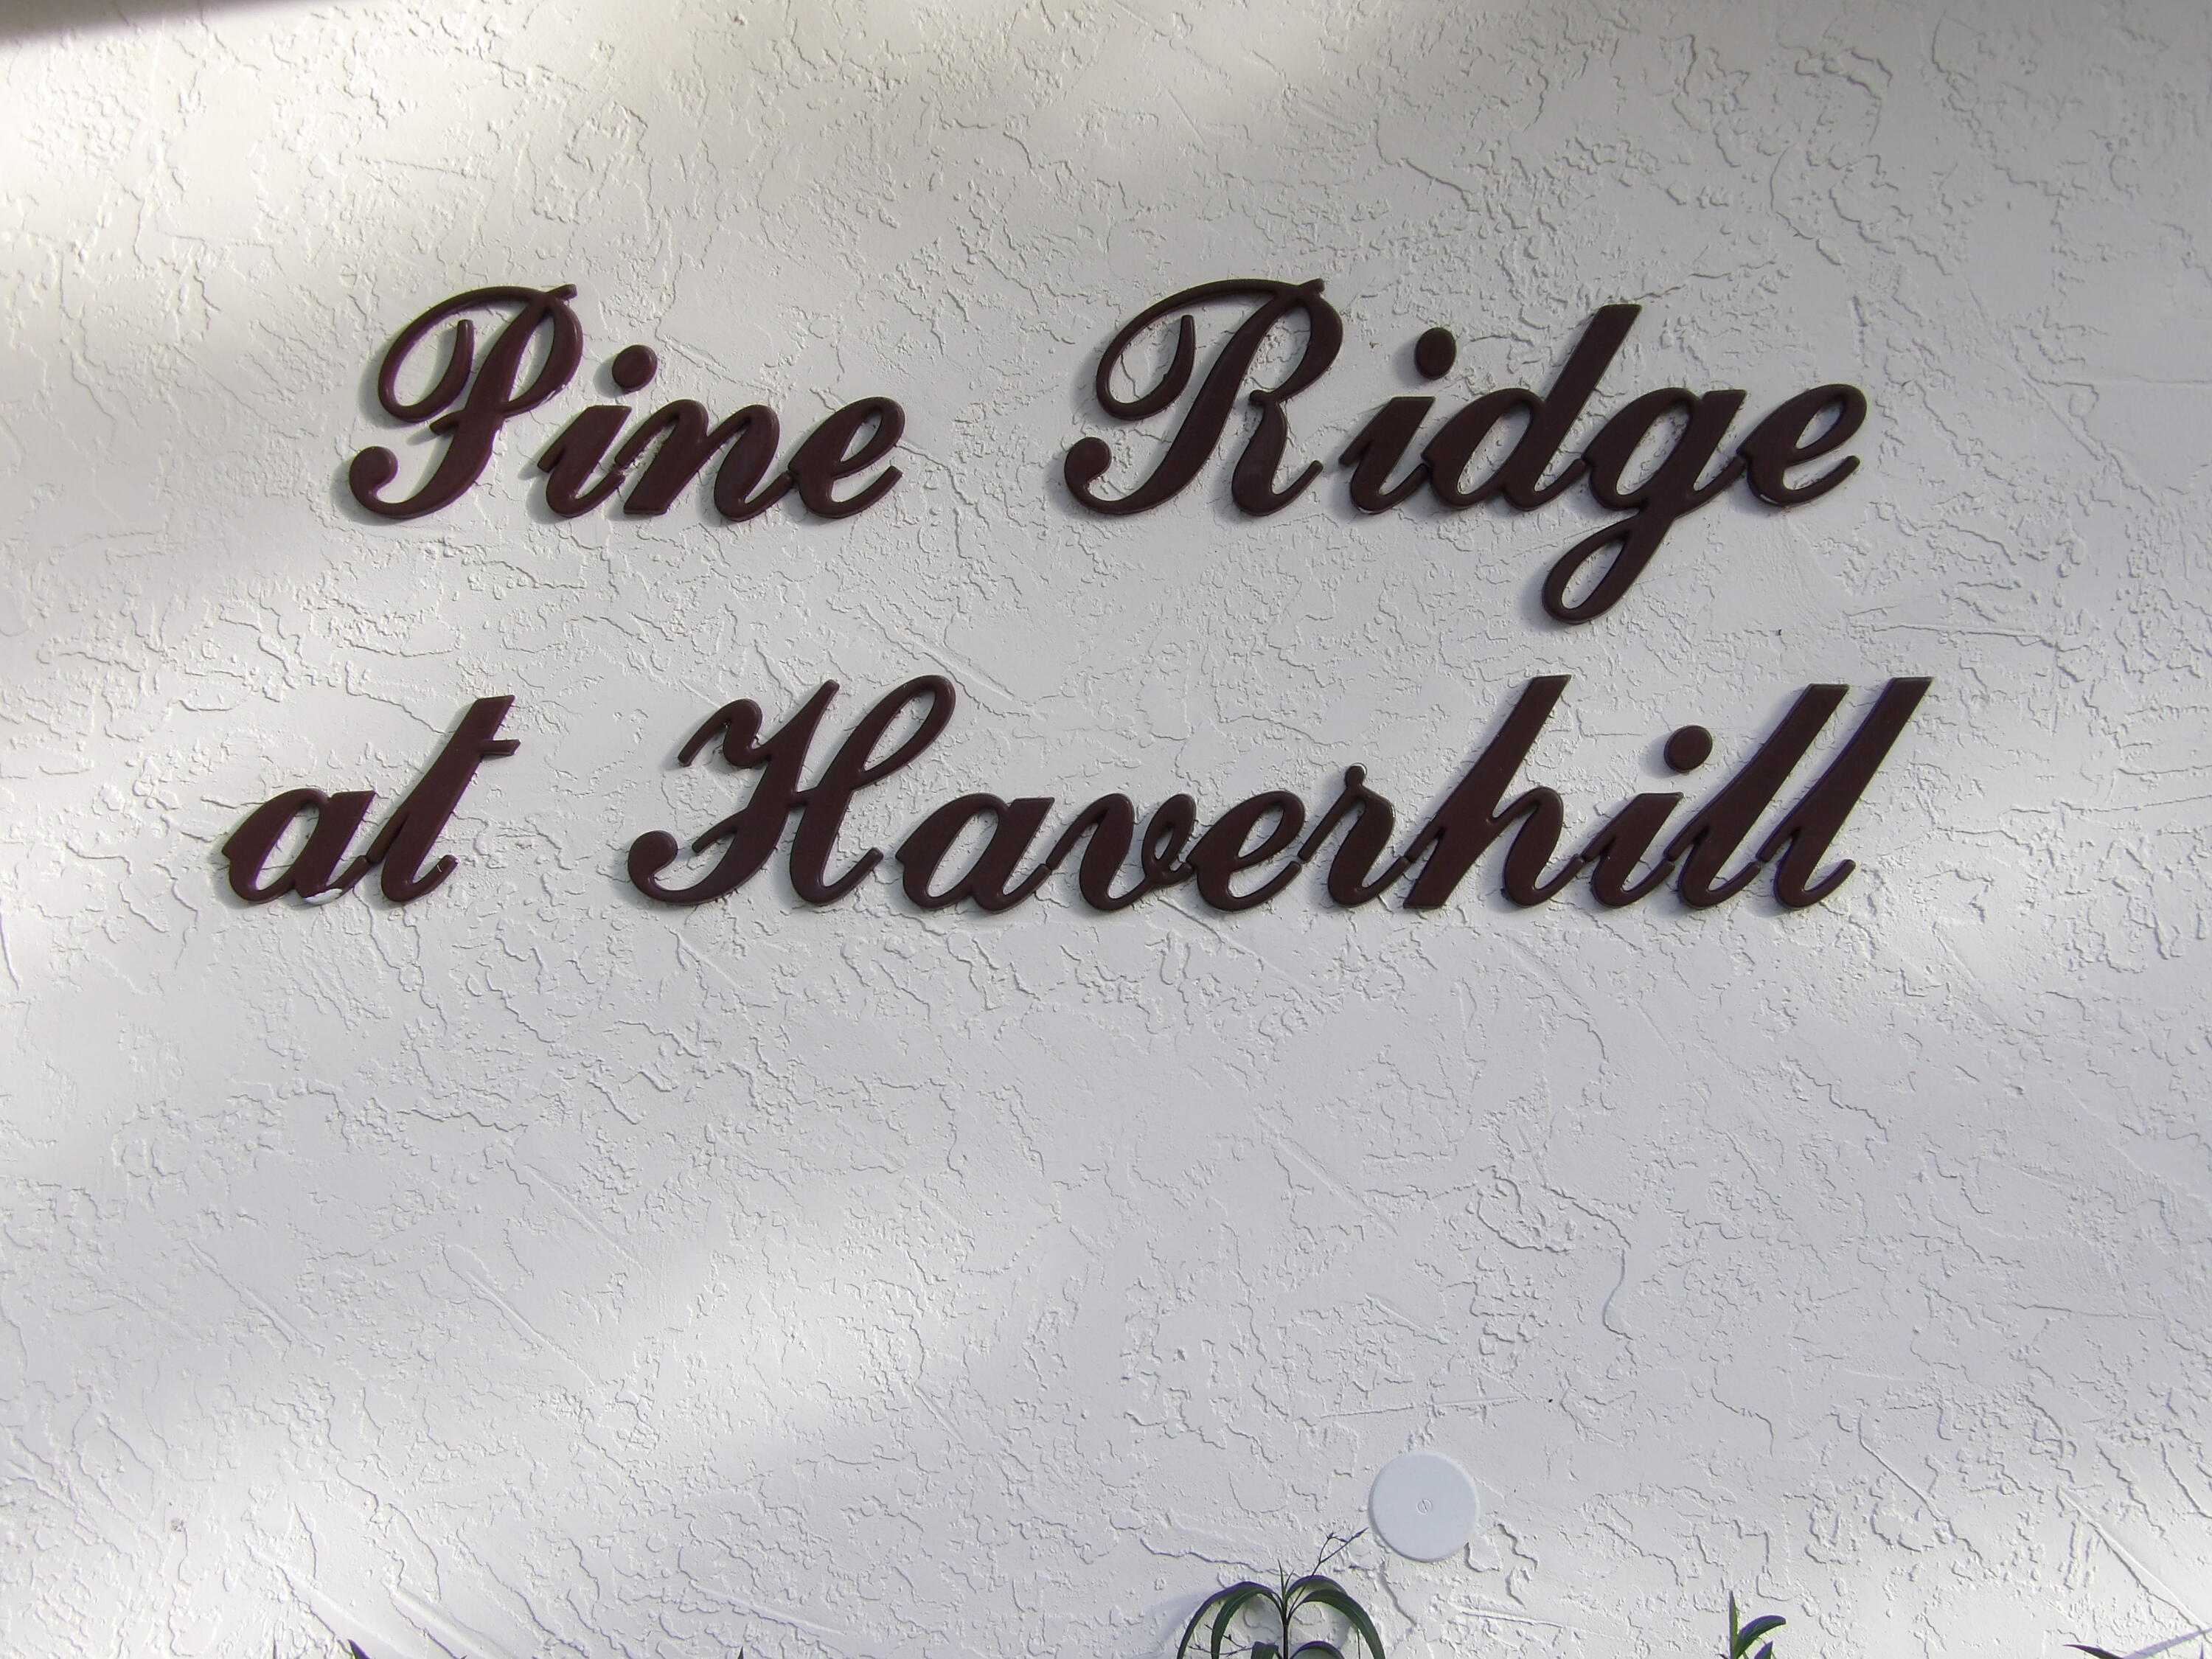 Pine Ridge
at Haverhill